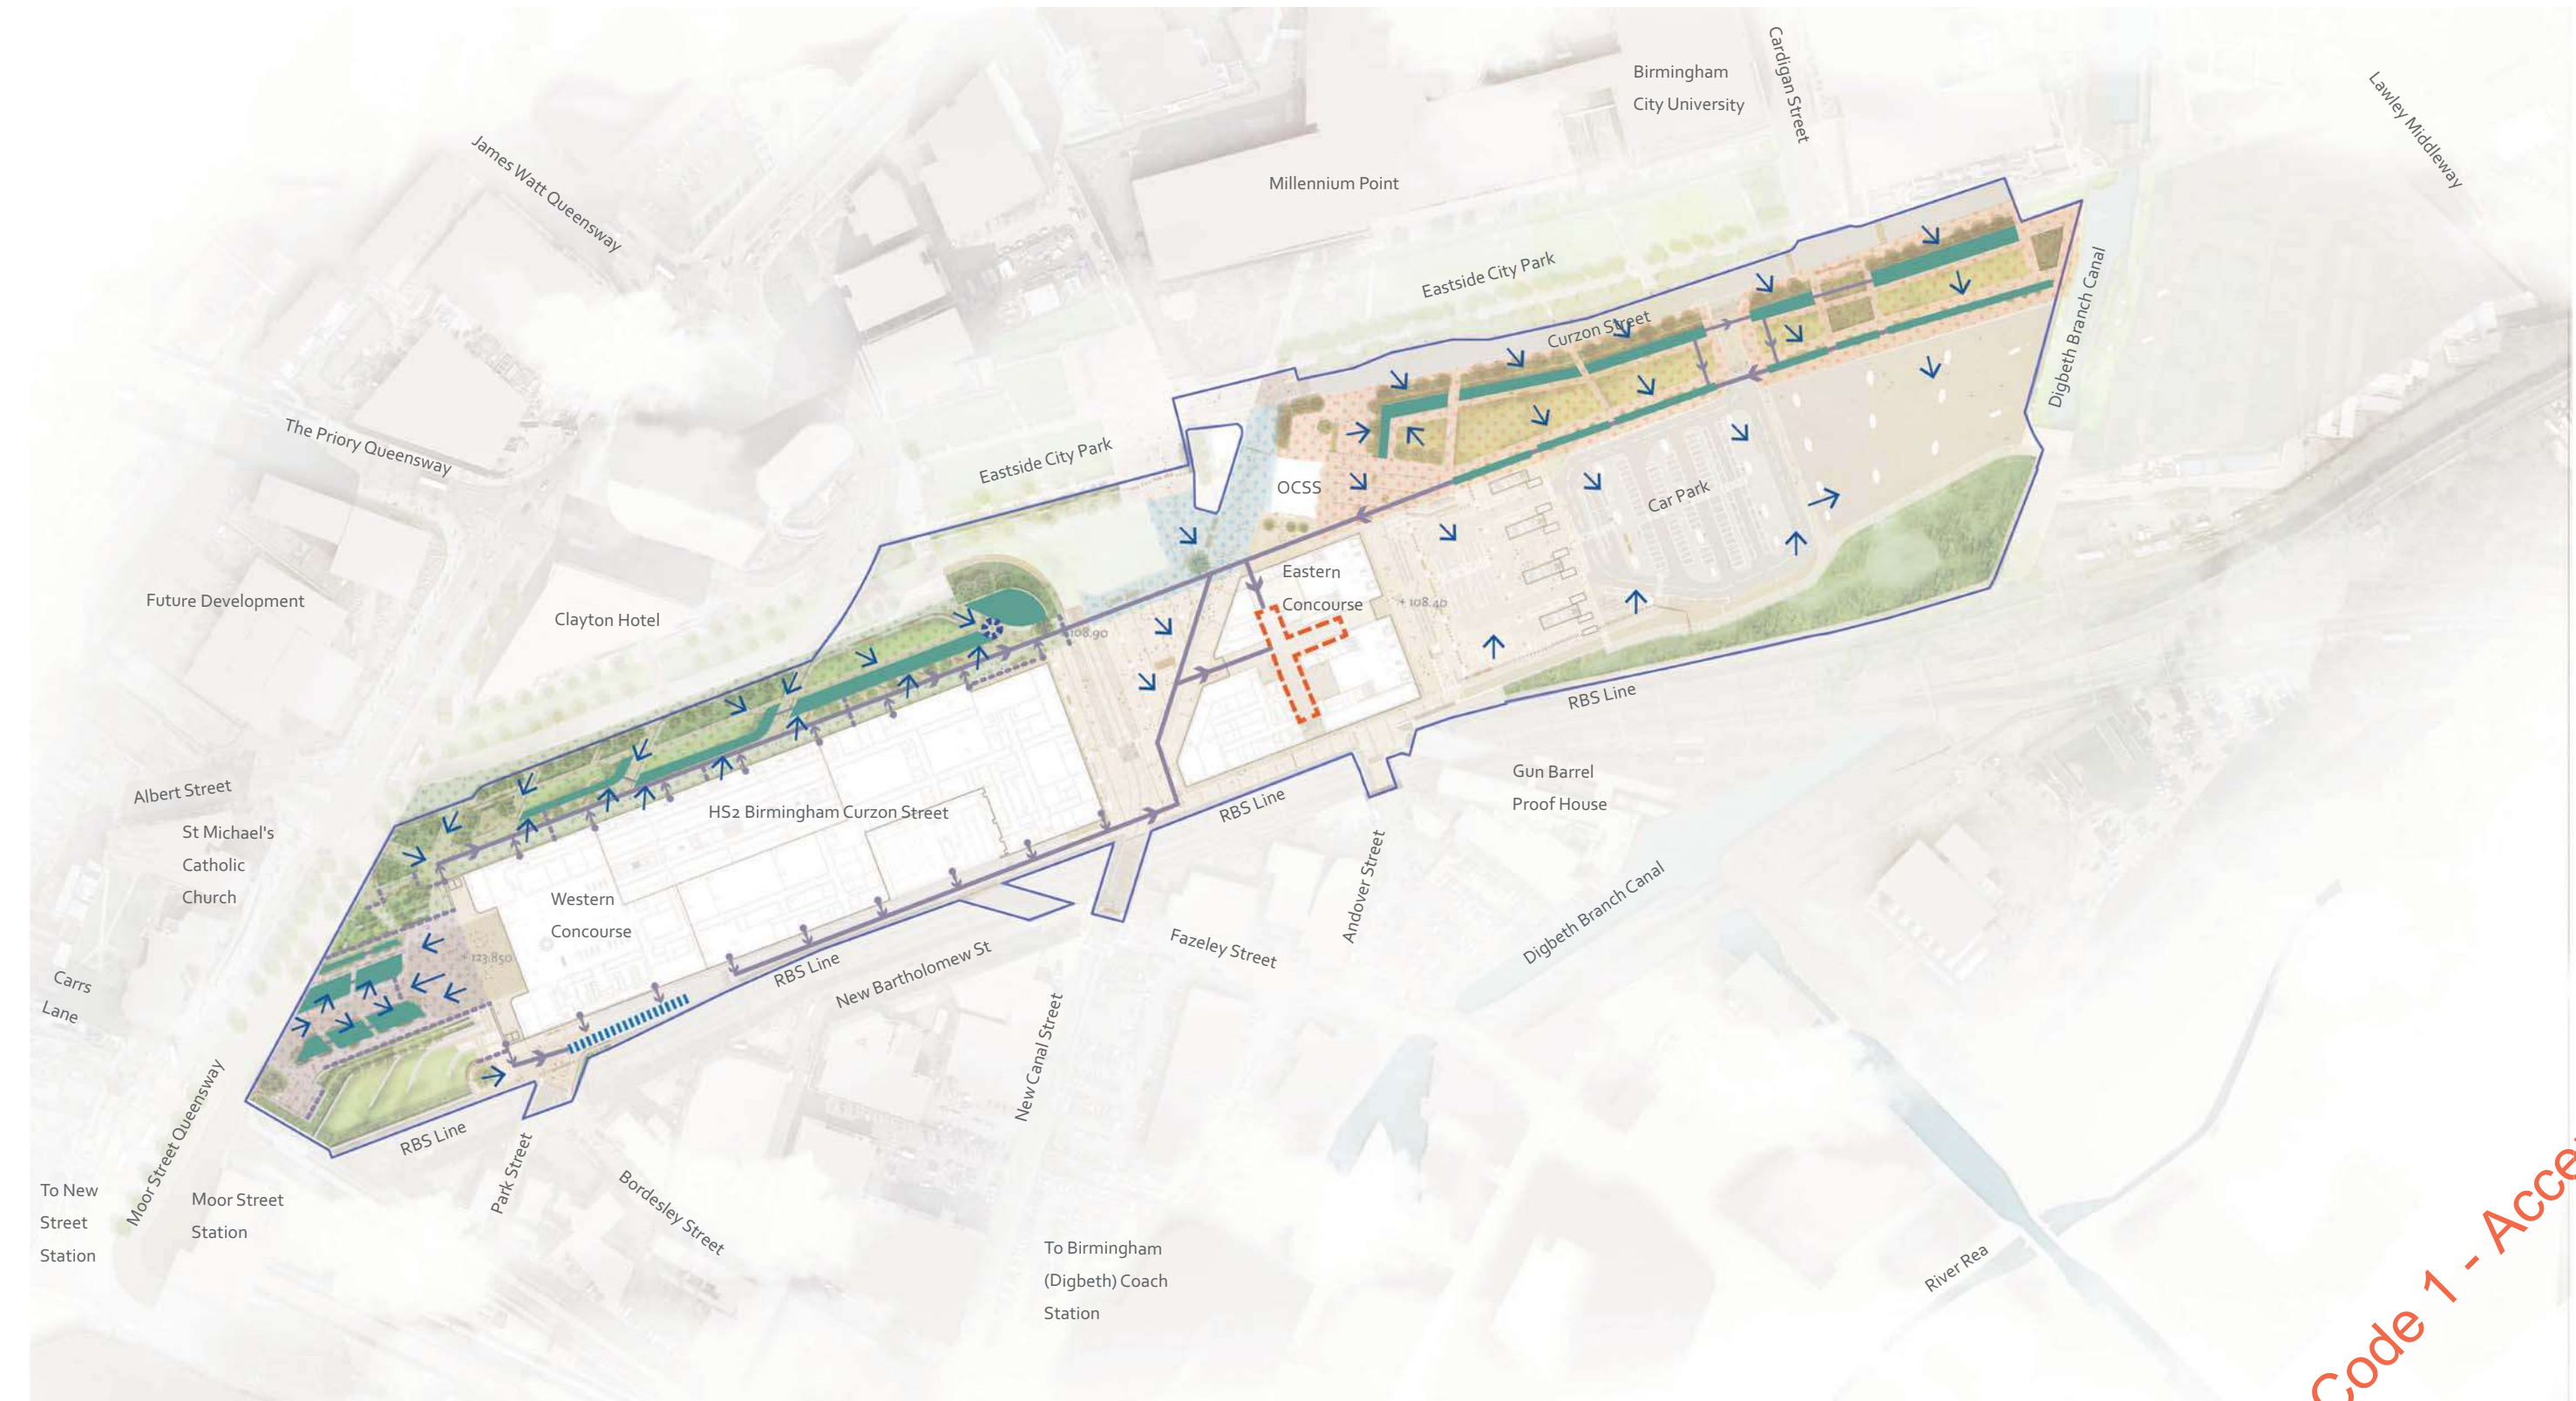 Birmingham
City University
Cardigan Street
Lawley Middleway
James Watt Queensway
Millennium Point
Eastside City Park
Curzon Street
Digbeth Branch Canal
The Priory Queensway
Eastside City Park
OCSS
Car Park
Eastern
Concourse
+ 108.40
Future Development
Clayton Hotel
108.90
RBS Line
Albert Street
St Michael's
Catholic
Church
HS2 Birmingham Curzon Street
RBS Line
Gun Barrel
Proof House
Western
Concourse
+ 123.850
RBS Line
New Bartholomew St
Fazeley Street
Andover Street
Digbeth Branch Canal
Carrs
Lane
New Canal Street
Moor Street Queensway
RBS Line
Park Street
Bordesley Street
To New
Street
Station
Moor Street
Station
To Birmingham
(Digbeth) Coach
Station
River Rea
Code 1 - Acce